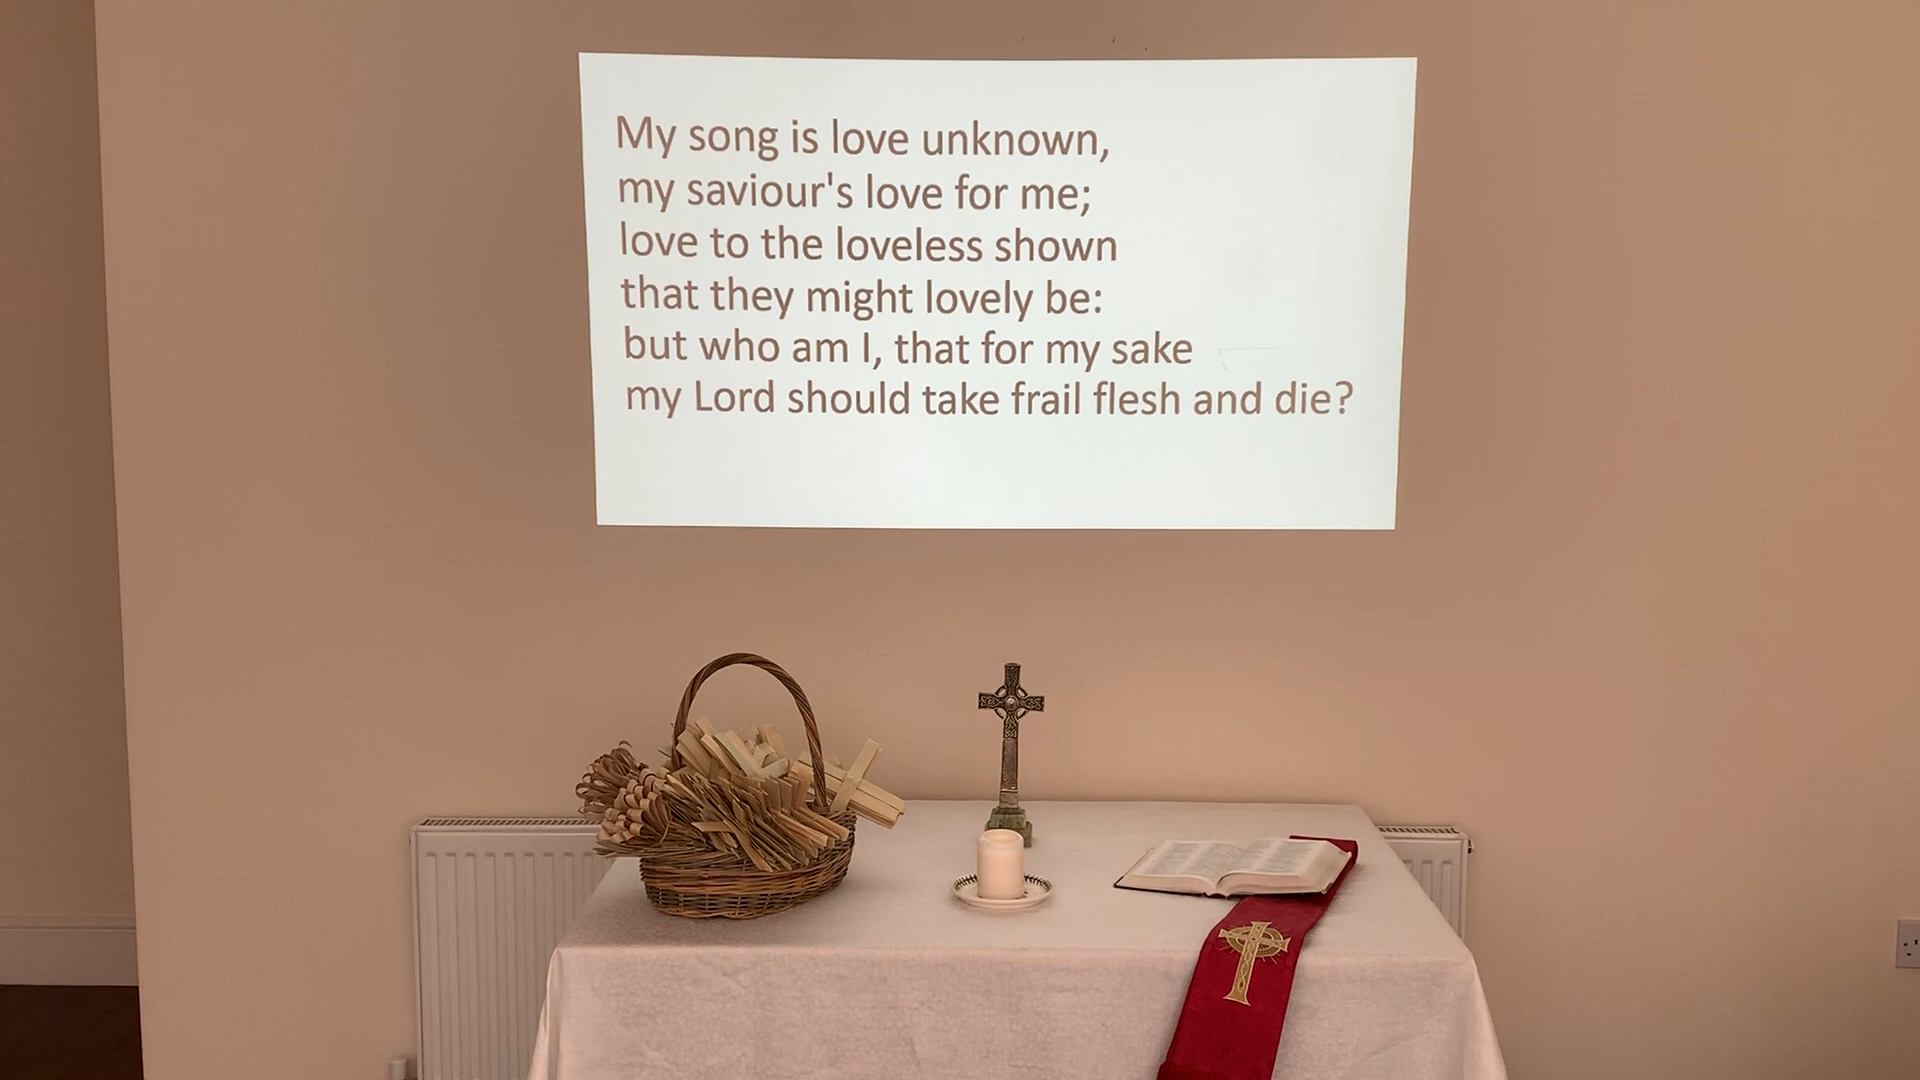 My song is love unknown,
my saviour's love for me;
love to the loveless shown
that they might lovely be:
but who am I, that for my sake
my Lord should take frail flesh and die?